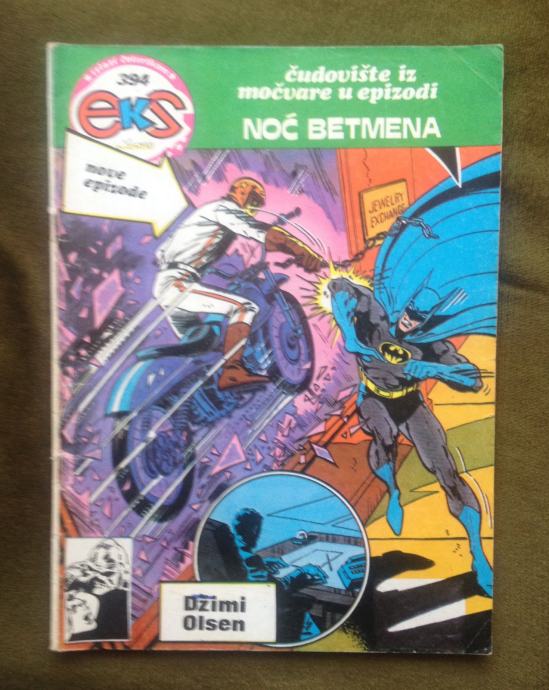 394
eks
čudovište iz
močvare u epizodi
NOĆ BETMENA
nove
epizode
JEWELRY
EXCHANGE
Džimi
Olsen